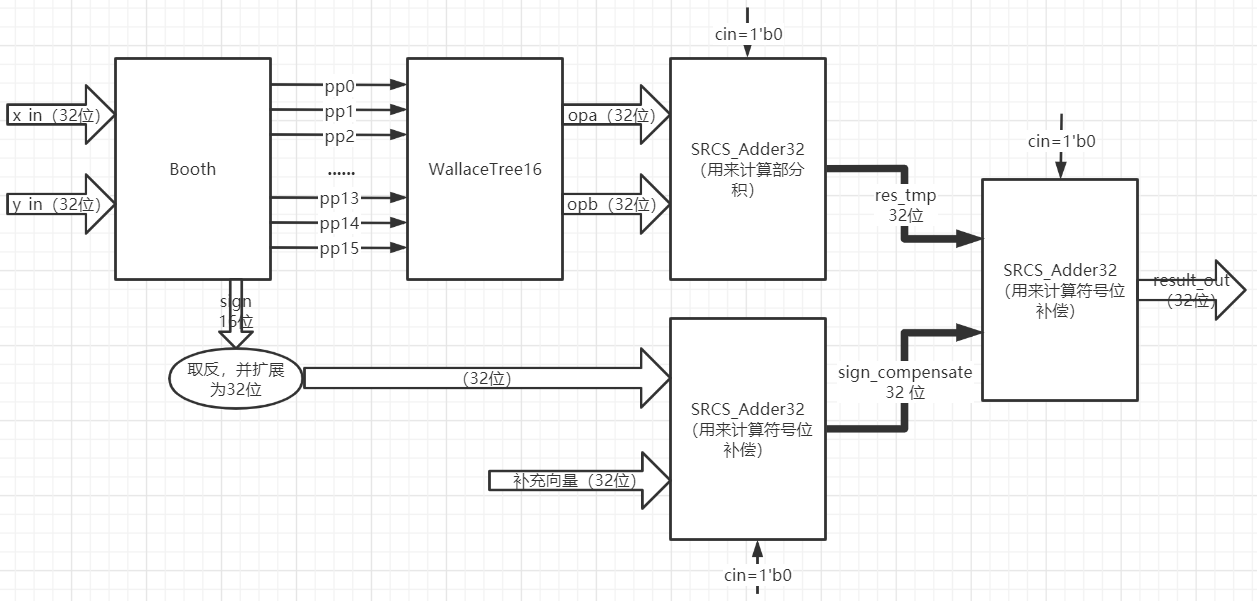 cin=1'b0
x_in（32位）
y_in（32位）
Booth
pp0
pp1
pp2
......
pp13
pp14
pp15
WallaceTree16
opa（32位）
opb（32位）
SRCS_Adder32
（用来计算部分
积）
res_tmp
32位
cin=1'b0
SRCS_Adder32
（用来计算符号位
补偿）
result_out
（32位）
sign
16位
取反，并扩展
为32位
（32位）
补充向量（32位）
SRCS_Adder32
（用来计算符号位
补偿）
sign_compensate
32 位
cin=1'b0